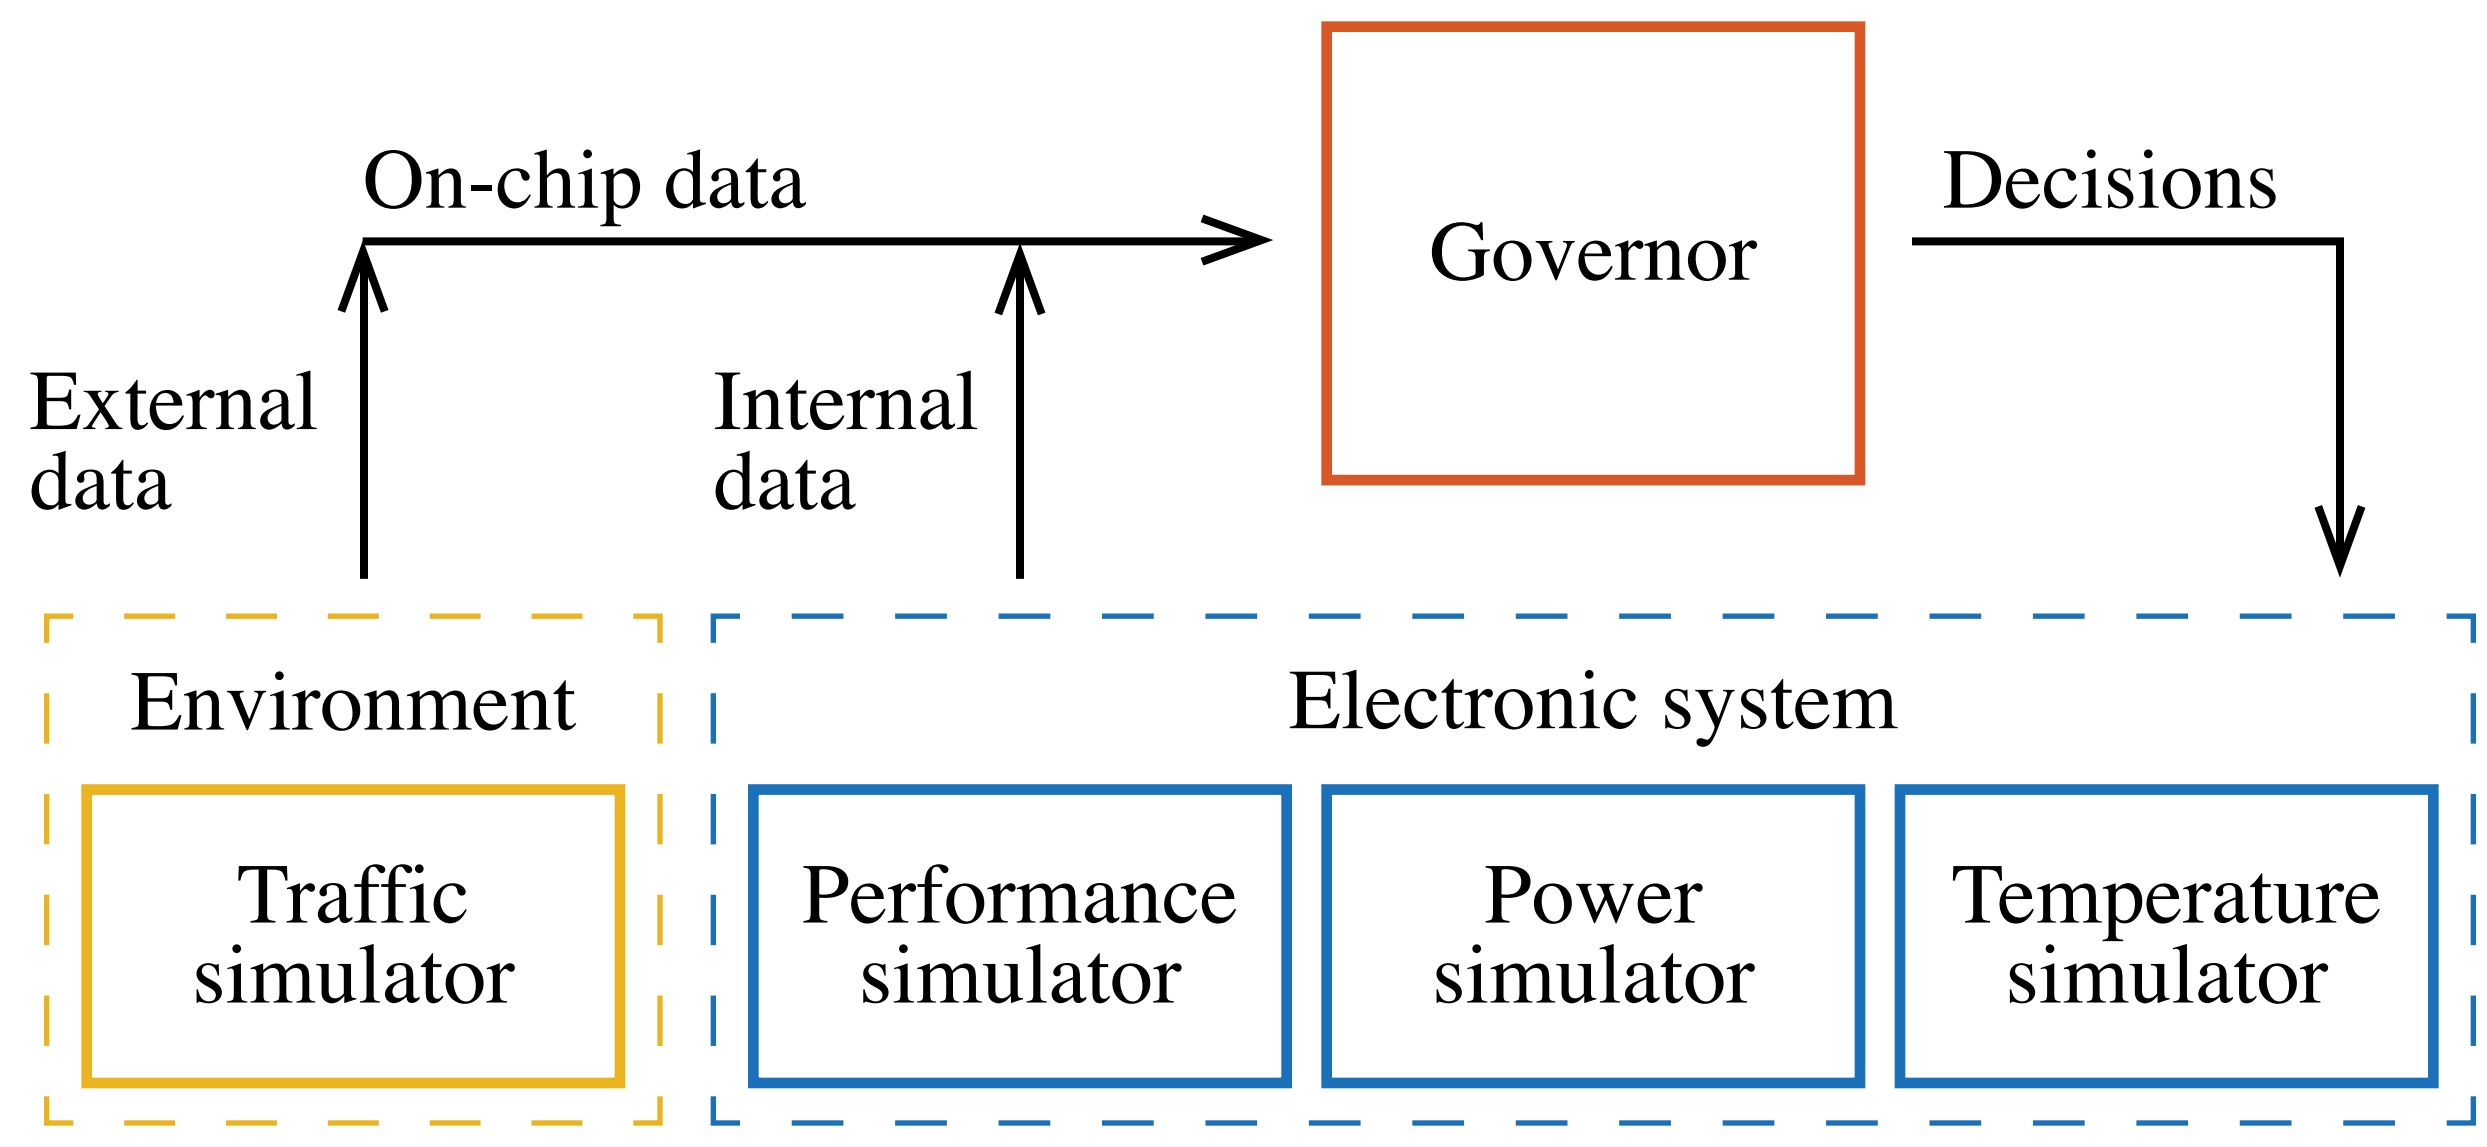 On-chip data
Decisions
Governor
External
data
Internal
data
Environment
Electronic system
Traffic
simulator
Performance
simulator
Power
simulator
Temperature
simulator